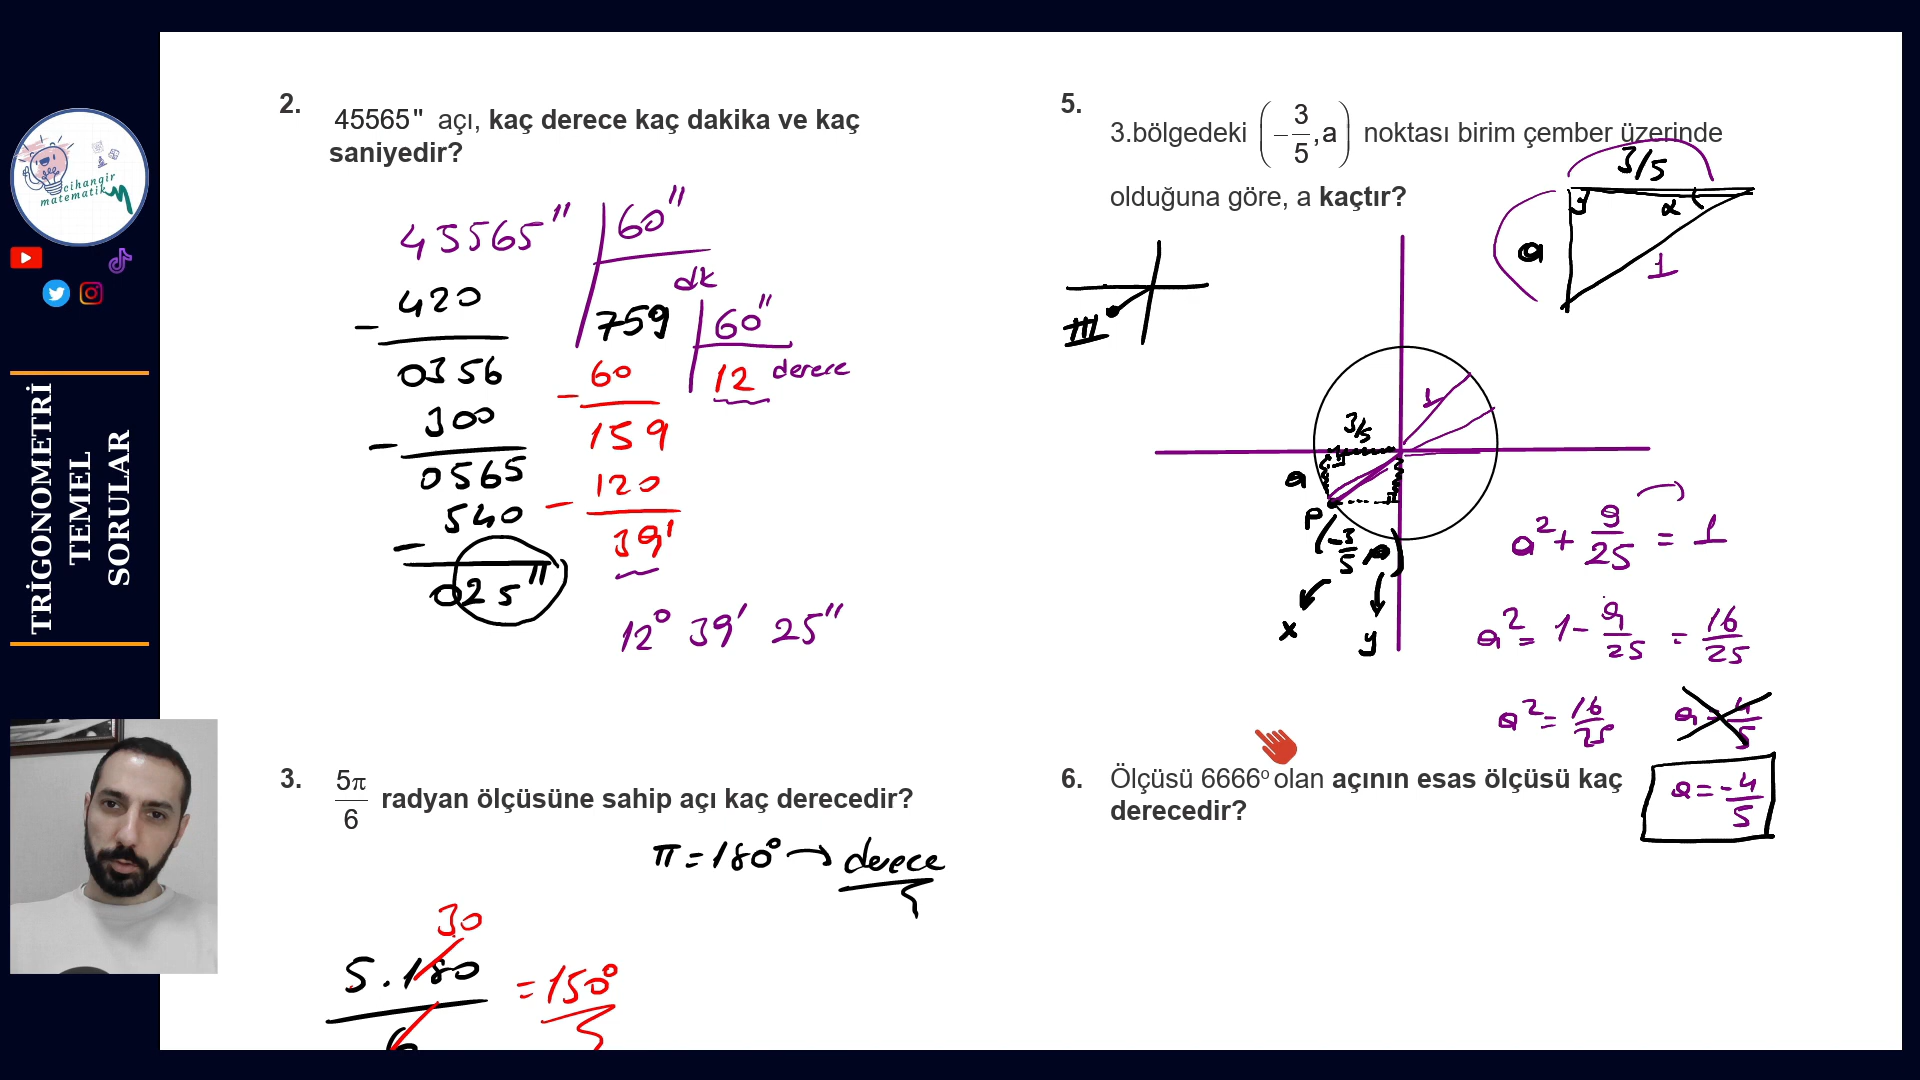 cihangir
matematik
TRİGONOMETRİ
TEMEL
SORULAR
2.
45565" açı, kaç derece kaç dakika ve kaç
saniyedir?
45565"
60"
dk
420
759
60"
0356
60
12 derece
300
159
0565
120
540
39'
025"
12° 39' 25"
3. 5π/6 radyan ölçüsüne sahip açı kaç derecedir?
π = 180° → derece
30
5.180
= 150°
6
5.
3.bölgedeki (-3/5, a) noktası birim çember üzerinde
olduğuna göre, a kaçtır?
3/5
α
a
1
III
1
3/5
a
P(-3/5, a)
x
y
a² + 9/25 = 1
a² = 1 - 9/25 = 16/25
a² = 16/25
a = 4/5
a = -4/5
6. Ölçüsü 6666º olan açının esas ölçüsü kaç
derecedir?